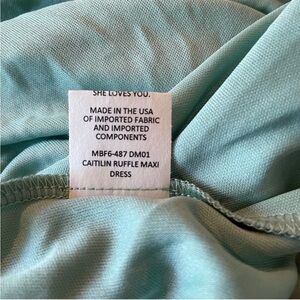 SHE LOVES YOU.
MADE IN THE USA
OF IMPORTED FABRIC
AND IMPORTED
COMPONENTS
MBF6-487 DM01
CAITILIN RUFFLE MAXI
DRESS